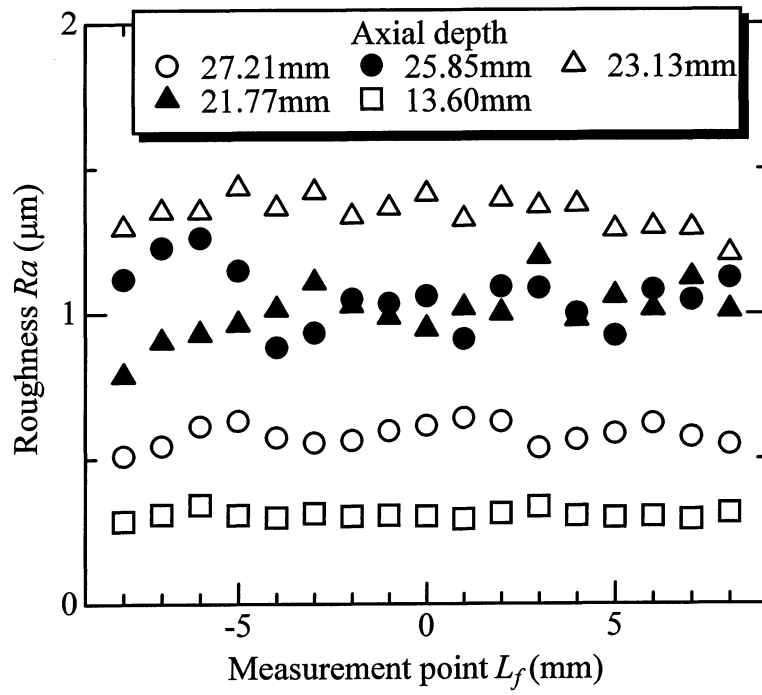 2
Axial depth
○ 27.21mm ● 25.85mm △ 23.13mm
▲ 21.77mm □ 13.60mm
Roughness Ra (μm)
1
0
-5 0 5
Measurement point L_f (mm)